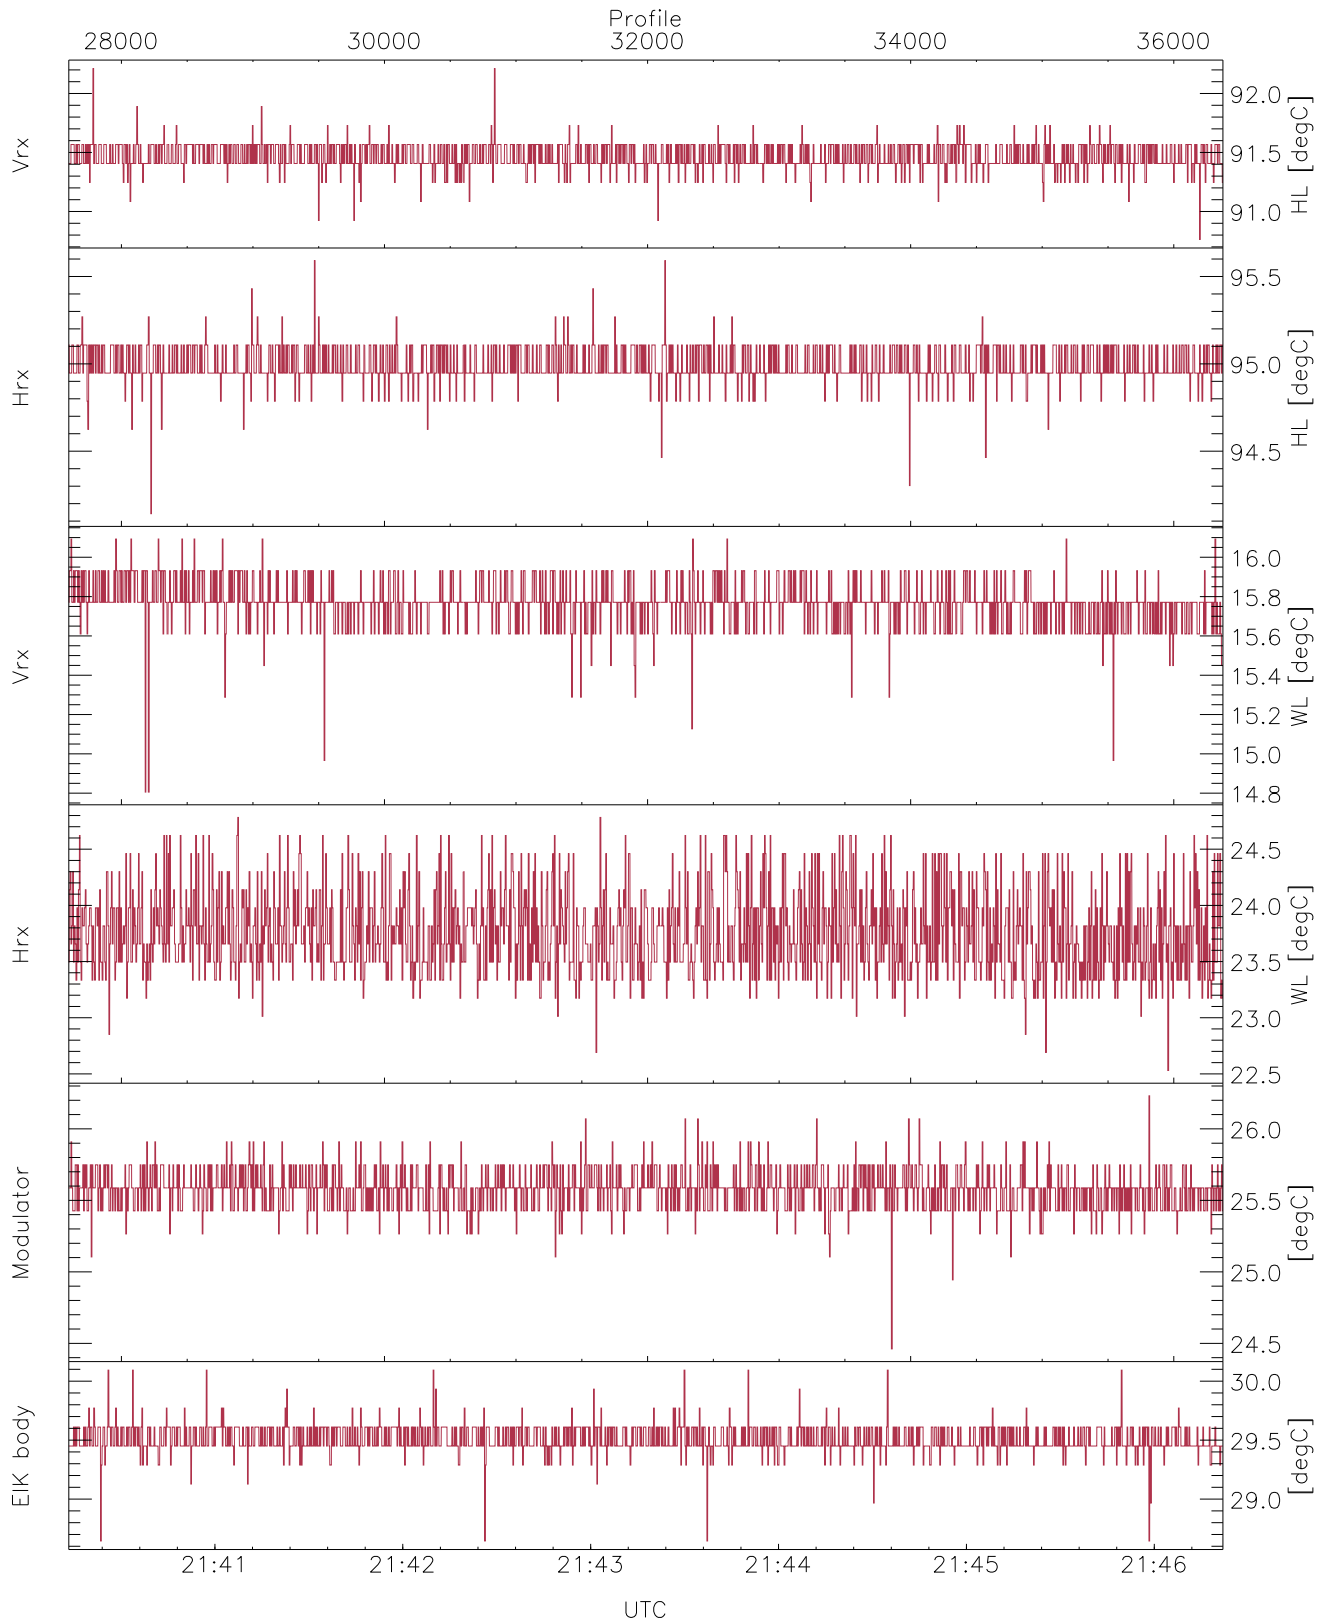 Profile
28000 30000 32000 34000 36000
Vrx
92.0
91.5
91.0
HL [degC]
Hrx
95.5
95.0
94.5
HL [degC]
Vrx
16.0
15.8
15.6
15.4
15.2
15.0
14.8
WL [degC]
Hrx
24.5
24.0
23.5
23.0
22.5
WL [degC]
Modulator
26.0
25.5
25.0
24.5
[degC]
EIK body
30.0
29.5
29.0
[degC]
21:41 21:42 21:43 21:44 21:45 21:46
UTC